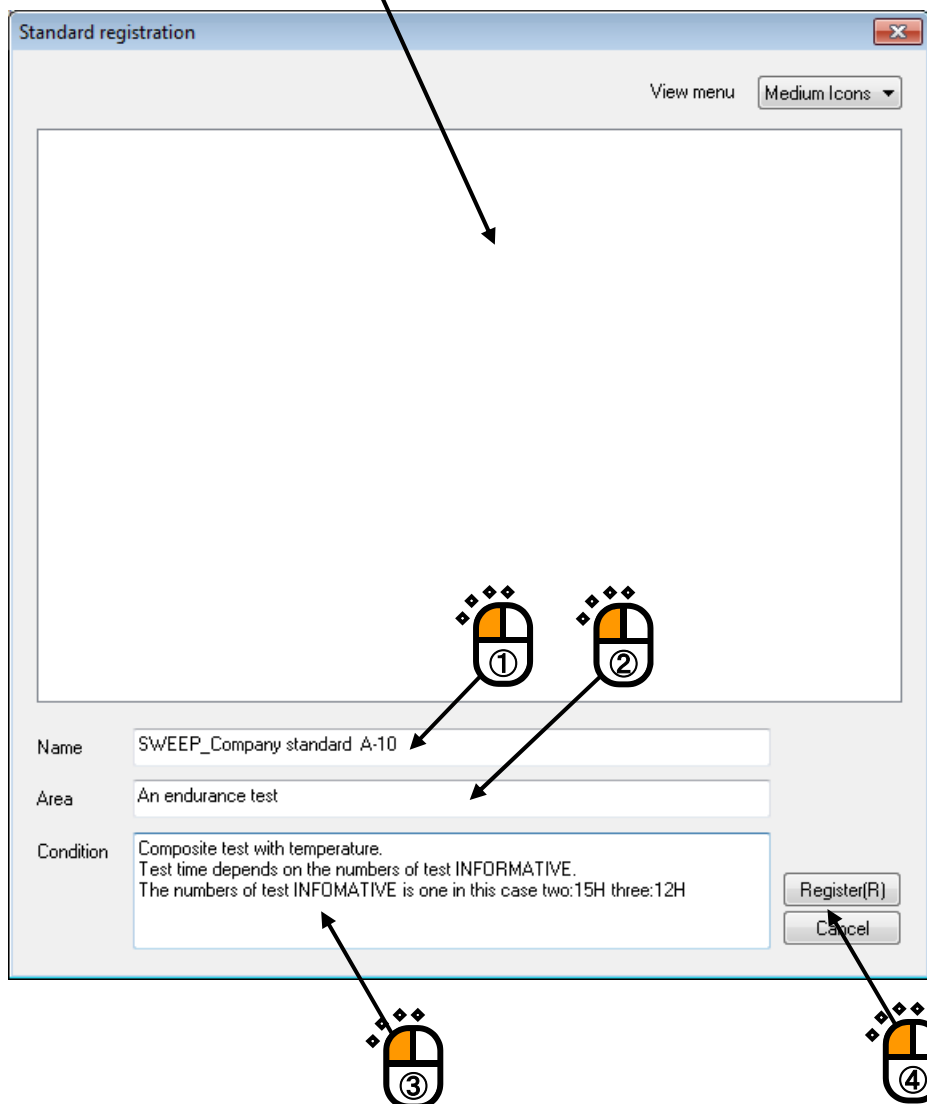 Standard registration
View menu
Medium Icons
①
②
Name
SWEEP_Company standard A-10
Area
An endurance test
Condition
Composite test with temperature.
Test time depends on the numbers of test INFORMATIVE.
The numbers of test INFOMATIVE is one in this case two:15H three:12H
Register(R)
Cancel
③
④